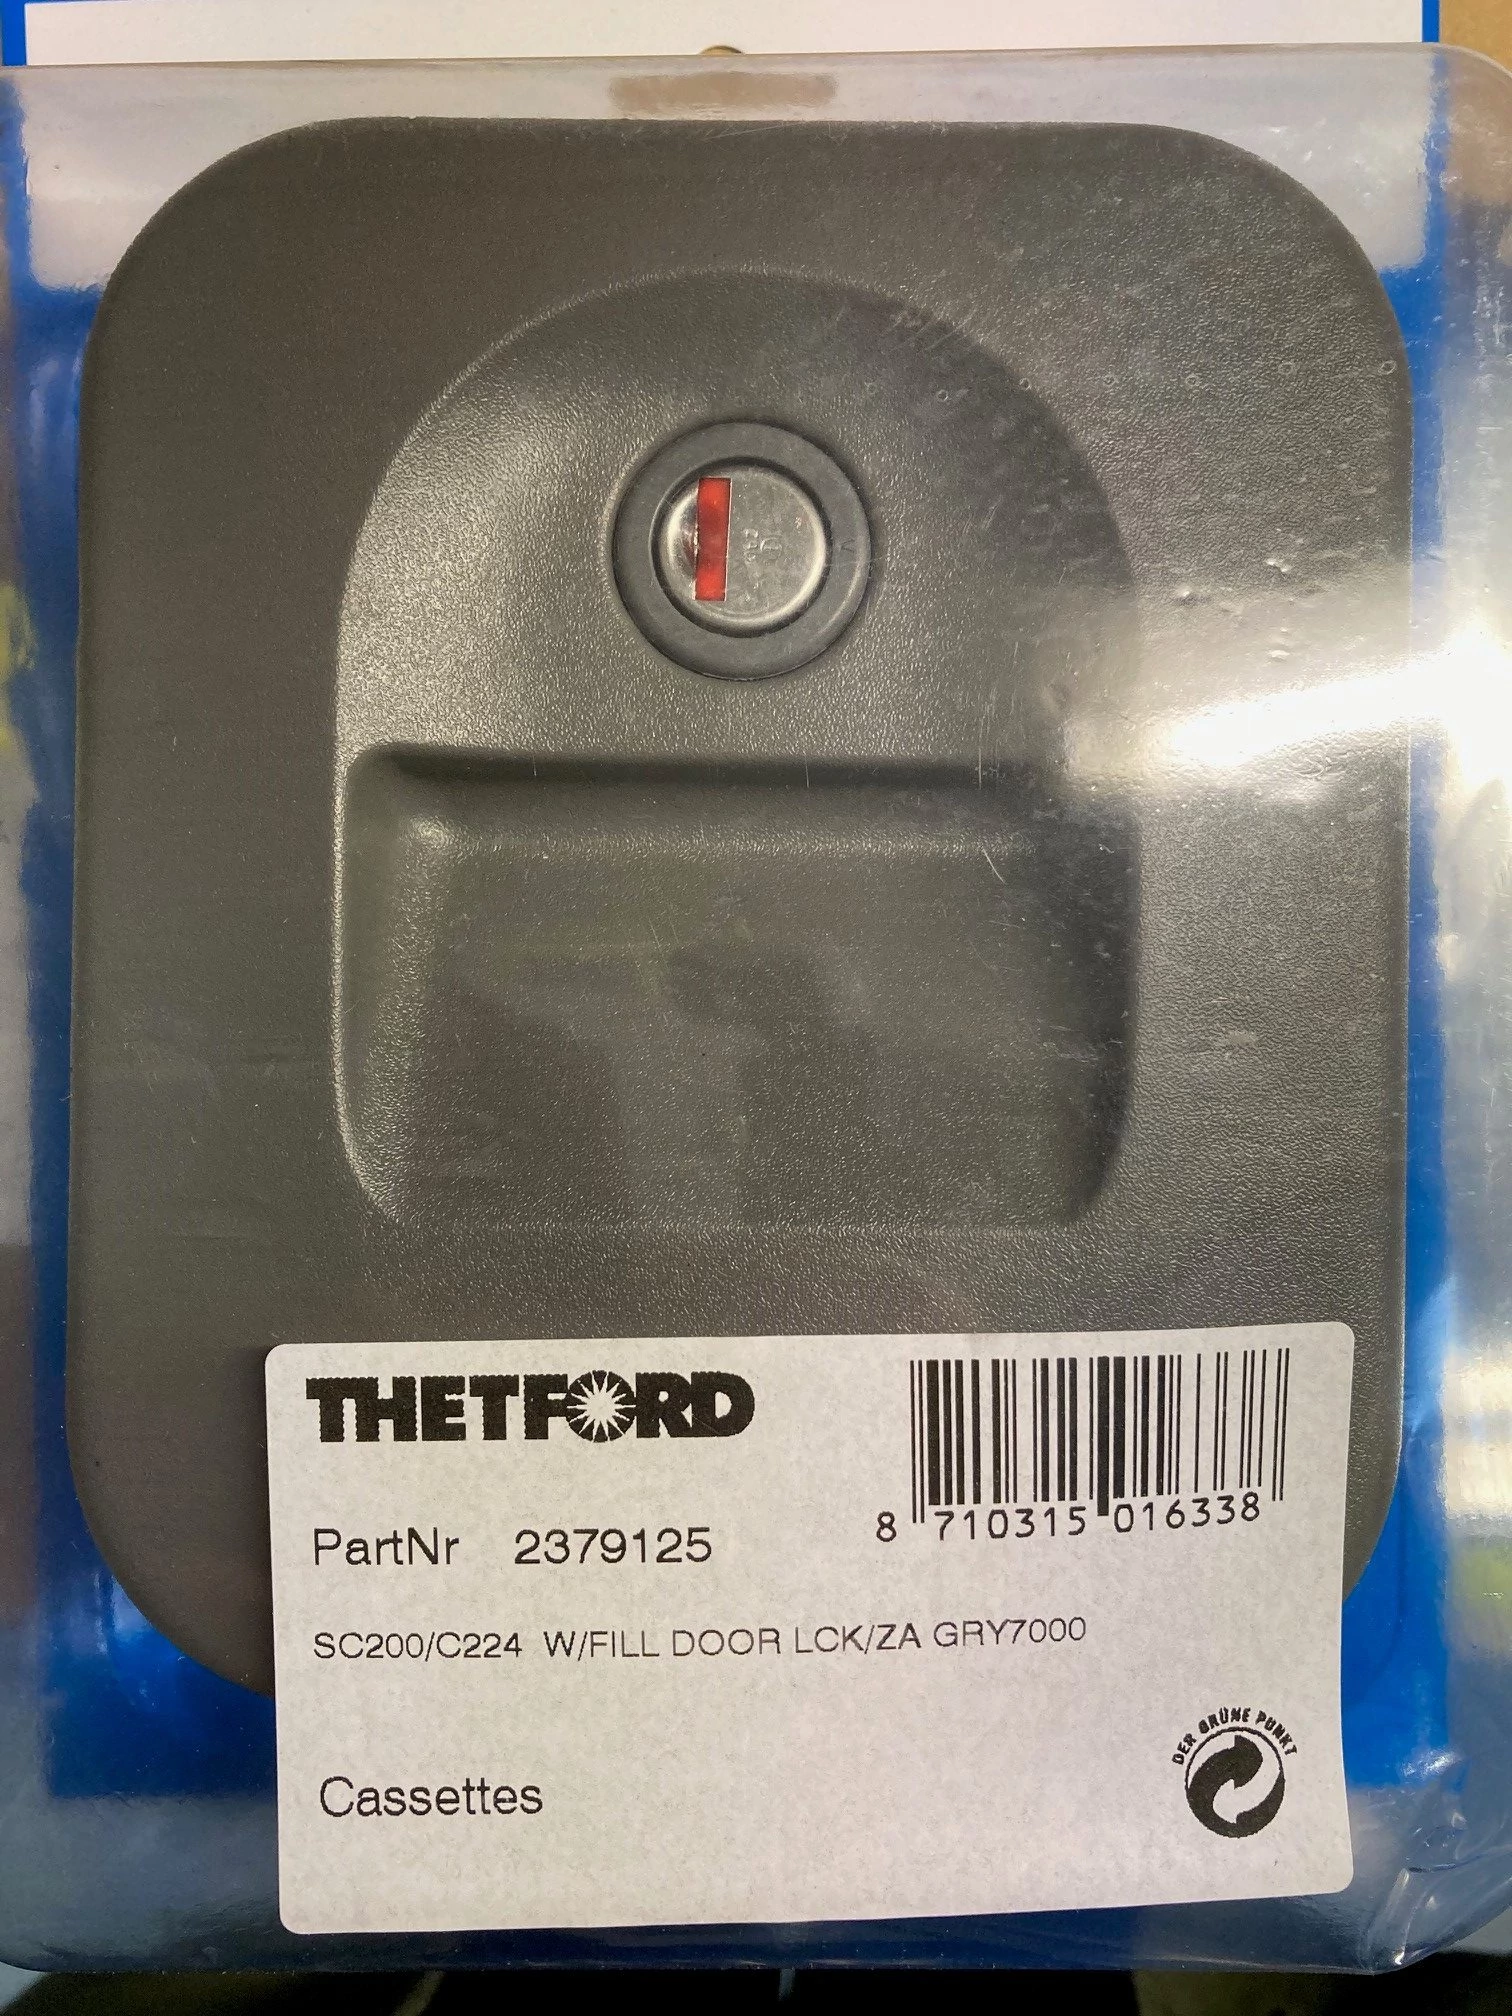 THETFORD
8 710315 016338
PartNr 2379125
SC200/C224 W/FILL DOOR LCK/ZA GRY7000
DER GRÜNE PUNKT
Cassettes